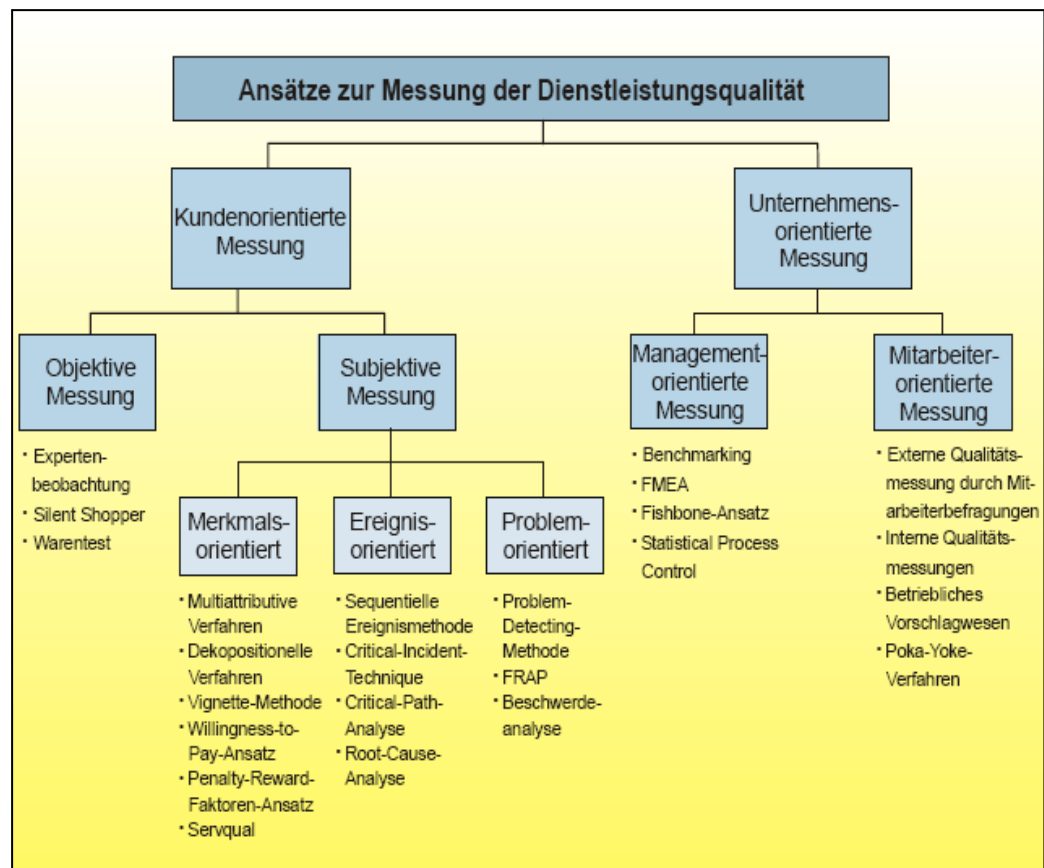 Ansätze zur Messung der Dienstleistungsqualität
Kundenorientierte
Messung
Unternehmens-
orientierte
Messung
Objektive
Messung
Subjektive
Messung
Management-
orientierte
Messung
Mitarbeiter-
orientierte
Messung
· Experten-
beobachtung
· Silent Shopper
· Warentest
Merkmals-
orientiert
Ereignis-
orientiert
Problem-
orientiert
· Multiattributive
Verfahren
· Dekopositionelle
Verfahren
· Vignette-Methode
· Willingness-to-
Pay-Ansatz
· Penalty-Reward-
Faktoren-Ansatz
· Servqual
· Sequentielle
Ereignismethode
· Critical-Incident-
Technique
· Critical-Path-
Analyse
· Root-Cause-
Analyse
· Problem-
Detecting-
Methode
· FRAP
· Beschwerde-
analyse
· Benchmarking
· FMEA
· Fishbone-Ansatz
· Statistical Process
Control
· Externe Qualitäts-
messung durch Mit-
arbeiterbefragungen
· Interne Qualitäts-
messungen
· Betriebliches
Vorschlagwesen
· Poka-Yoke-
Verfahren